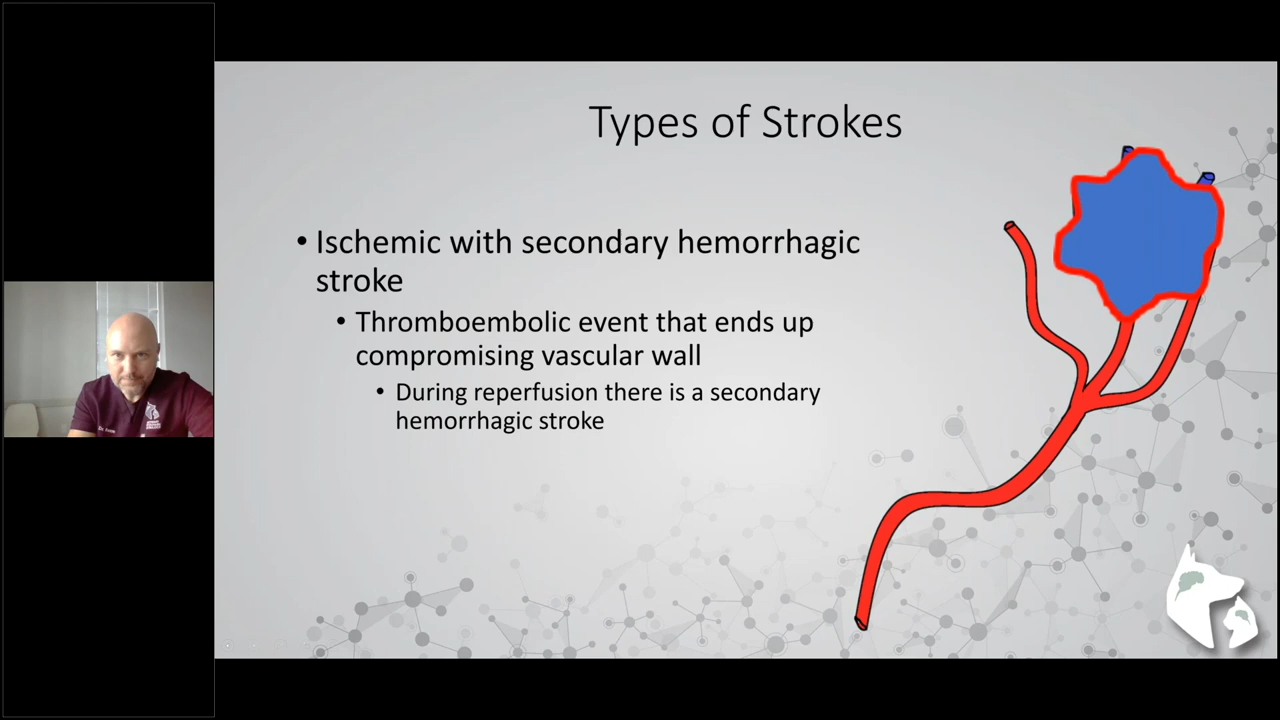 Types of Strokes
• Ischemic with secondary hemorrhagic
stroke
• Thromboembolic event that ends up
compromising vascular wall
• During reperfusion there is a secondary
hemorrhagic stroke